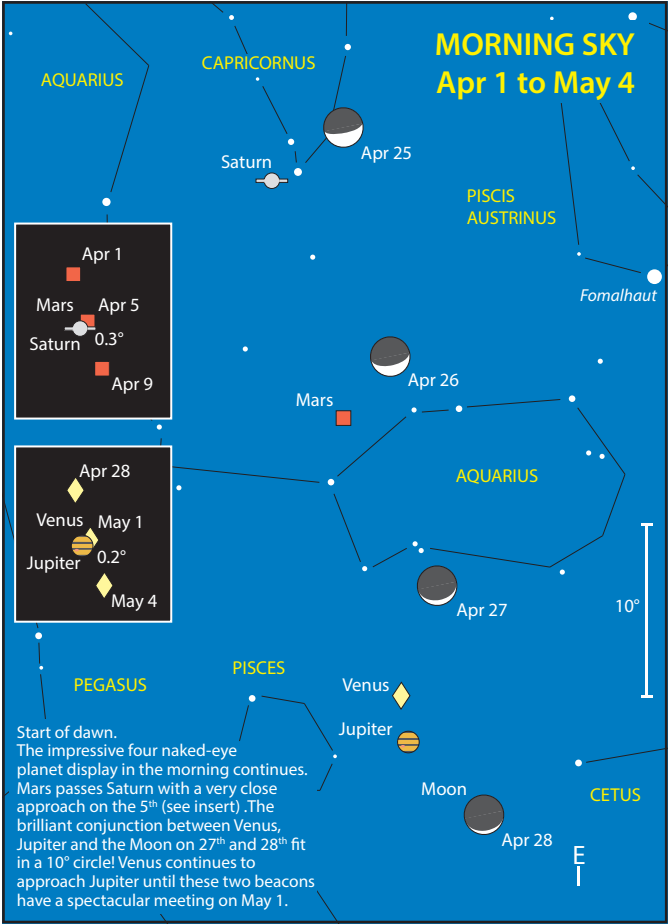 MORNING SKY
Apr 1 to May 4
CAPRICORNUS
AQUARIUS
Apr 25
Saturn
PISCIS
AUSTRINUS
Fomalhaut
Apr 1
Mars
Apr 5
Saturn
0.3°
Apr 9
Apr 26
Mars
AQUARIUS
Apr 28
Venus
May 1
Jupiter
0.2°
May 4
Apr 27
10°
PISCES
PEGASUS
Venus
Jupiter
Moon
Apr 28
CETUS
E
Start of dawn.
The impressive four naked-eye
planet display in the morning continues.
Mars passes Saturn with a very close
approach on the 5th (see insert) .The
brilliant conjunction between Venus,
Jupiter and the Moon on 27th and 28th fit
in a 10° circle! Venus continues to
approach Jupiter until these two beacons
have a spectacular meeting on May 1.